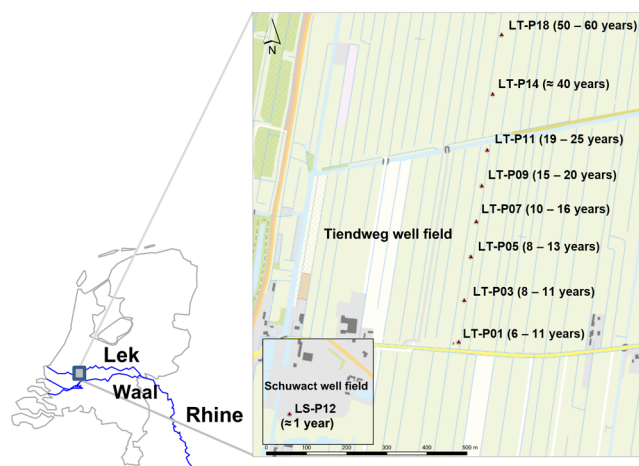 LT-P18 (50 – 60 years)
N
LT-P14 (≈ 40 years)
LT-P11 (19 – 25 years)
LT-P09 (15 – 20 years)
LT-P07 (10 – 16 years)
Tiendweg well field
LT-P05 (8 – 13 years)
LT-P03 (8 – 11 years)
LT-P01 (6 – 11 years)
Lek
Waal
Rhine
Schuwact well field
LS-P12
(≈ 1 year)
0 100 200 300 400 500 m